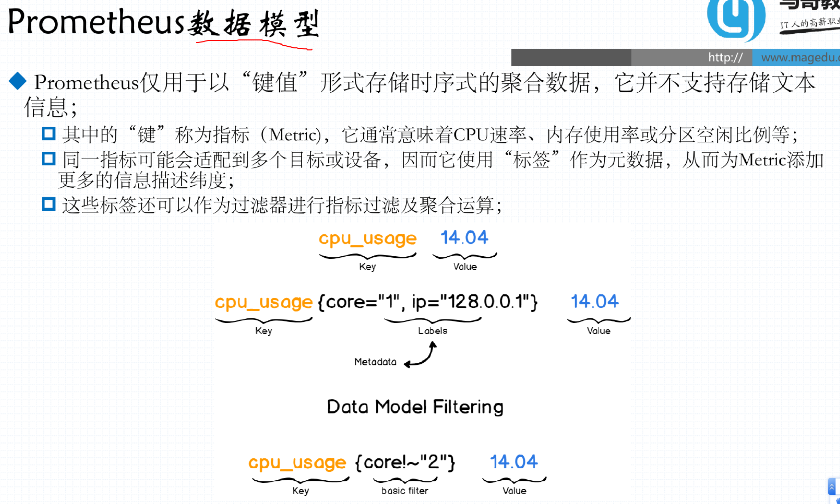 Prometheus数据模型
IT人的高薪职业
http:// www.magedu.c
Prometheus仅用于以“键值”形式存储时序式的聚合数据，它并不支持存储文本
信息；
其中的“键”称为指标（Metric)，它通常意味着CPU速率、内存使用率或分区空闲比例等；
同一指标可能会适配到多个目标或设备，因而它使用“标签”作为元数据，从而为Metric添加
更多的信息描述纬度；
这些标签还可以作为过滤器进行指标过滤及聚合运算；
cpu_usage 14.04
Key Value
cpu_usage {core="1", ip="128.0.0.1"} 14.04
Key Labels Value
Metadata
Data Model Filtering
cpu_usage {core!~"2"} 14.04
Key basic filter Value